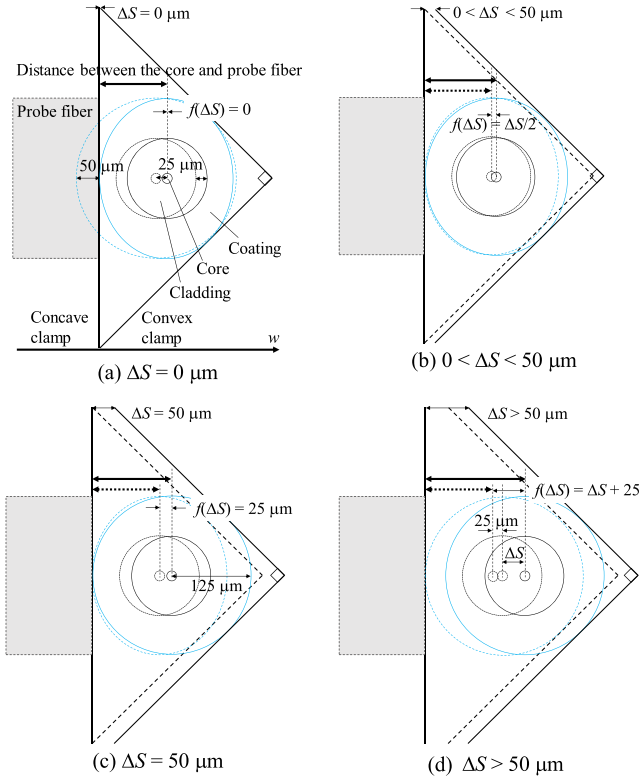 ΔS = 0 μm
Distance between the core and probe fiber
Probe fiber
f(ΔS) = 0
50 μm
25 μm
Coating
Core
Cladding
Concave
clamp
Convex
clamp
w
(a) ΔS = 0 μm
0 < ΔS < 50 μm
f(ΔS) = ΔS/2
(b) 0 < ΔS < 50 μm
ΔS = 50 μm
f(ΔS) = 25 μm
125 μm
(c) ΔS = 50 μm
ΔS > 50 μm
f(ΔS) = ΔS + 25
25 μm
ΔS
(d) ΔS > 50 μm